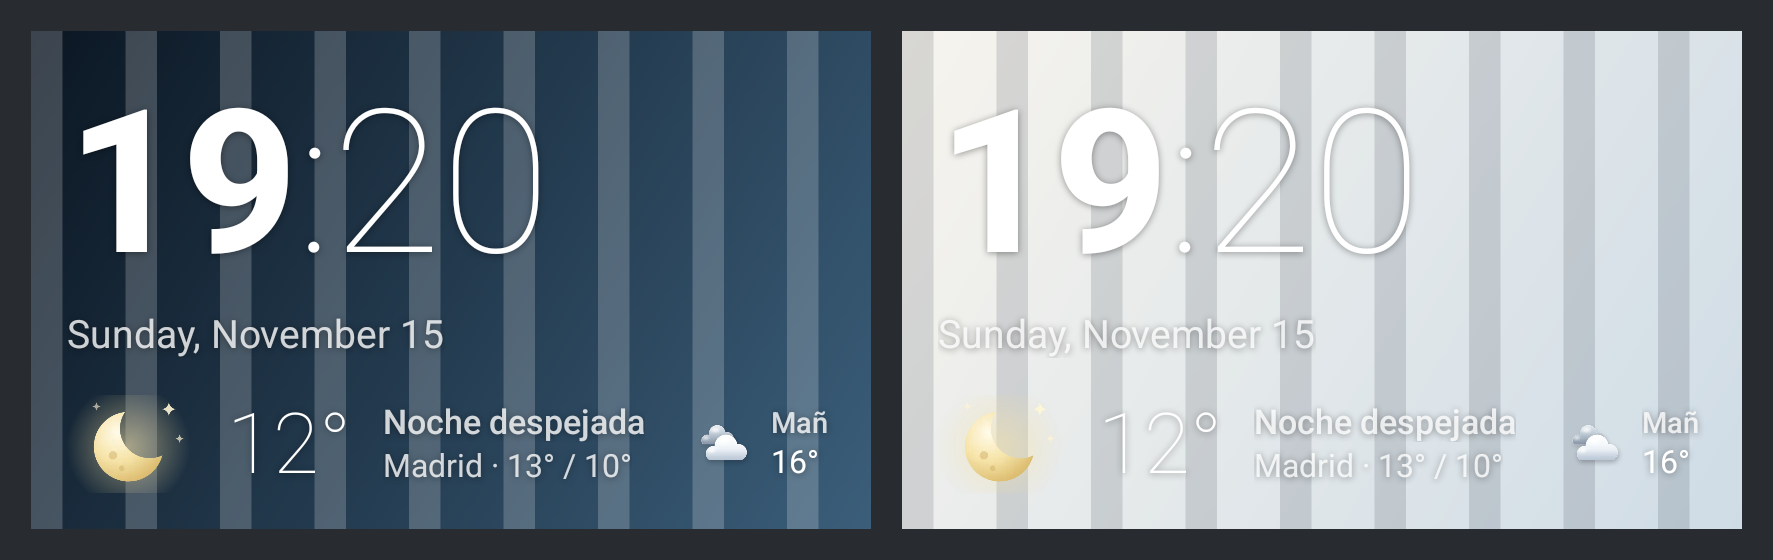 19:20
Sunday, November 15
12°
Noche despejada
Madrid · 13° / 10°
Mañ
16°
19:20
Sunday, November 15
12°
Noche despejada
Madrid · 13° / 10°
Mañ
16°